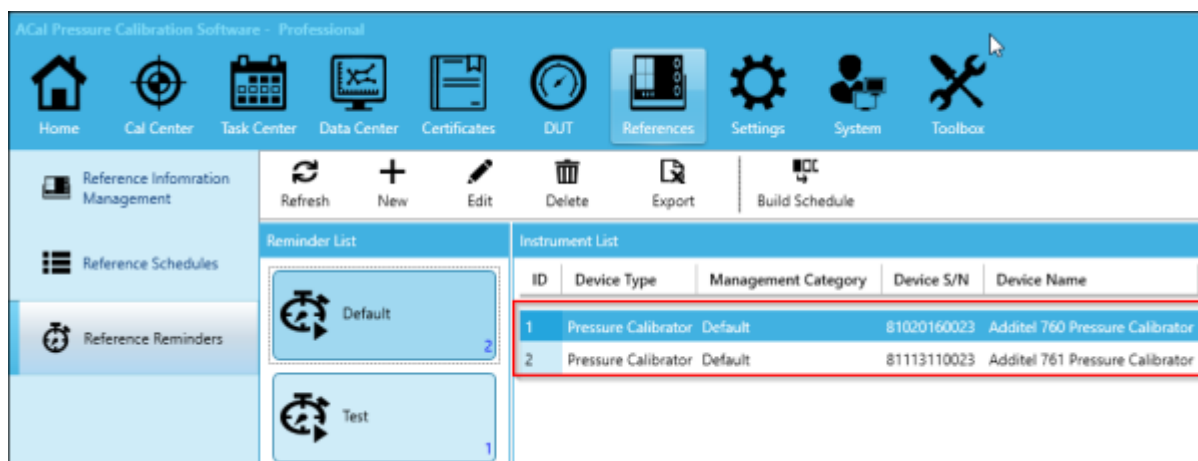 ACal Pressure Calibration Software - Professional
Home Cal Center Task Center Data Center Certificates DUT References Settings System Toolbox
Reference Infomration Management
Reference Schedules
Reference Reminders
Refresh New Edit Delete Export Build Schedule
Reminder List
Default
2
Test
1
Instrument List
ID Device Type Management Category Device S/N Device Name
1 Pressure Calibrator Default 81020160023 Additel 760 Pressure Calibrator
2 Pressure Calibrator Default 81113110023 Additel 761 Pressure Calibrator